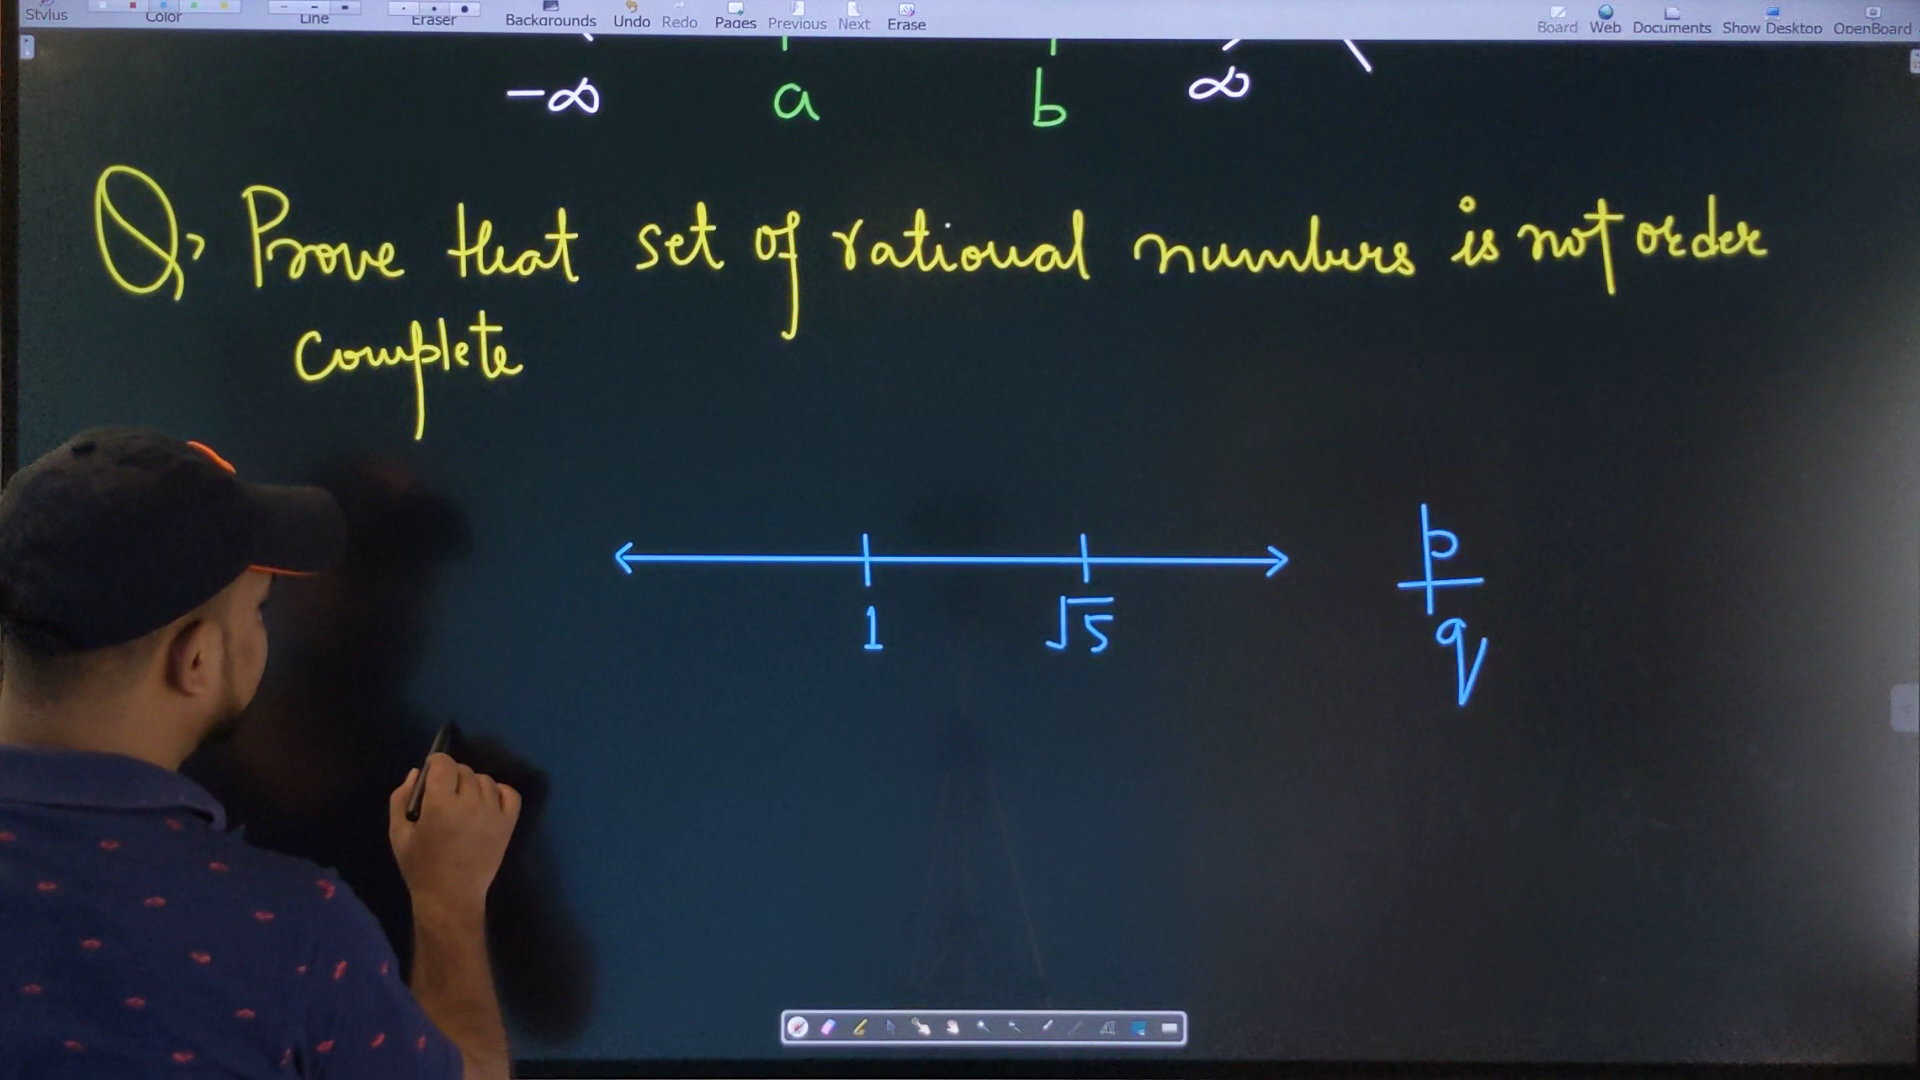 Stylus Color Line Eraser Backgrounds Undo Redo Pages Previous Next Erase Board Web Documents Show Desktop OpenBoard
-∞ a b ∞
Q, Prove that set of rational numbers is not order
complete
1 √5
p
q